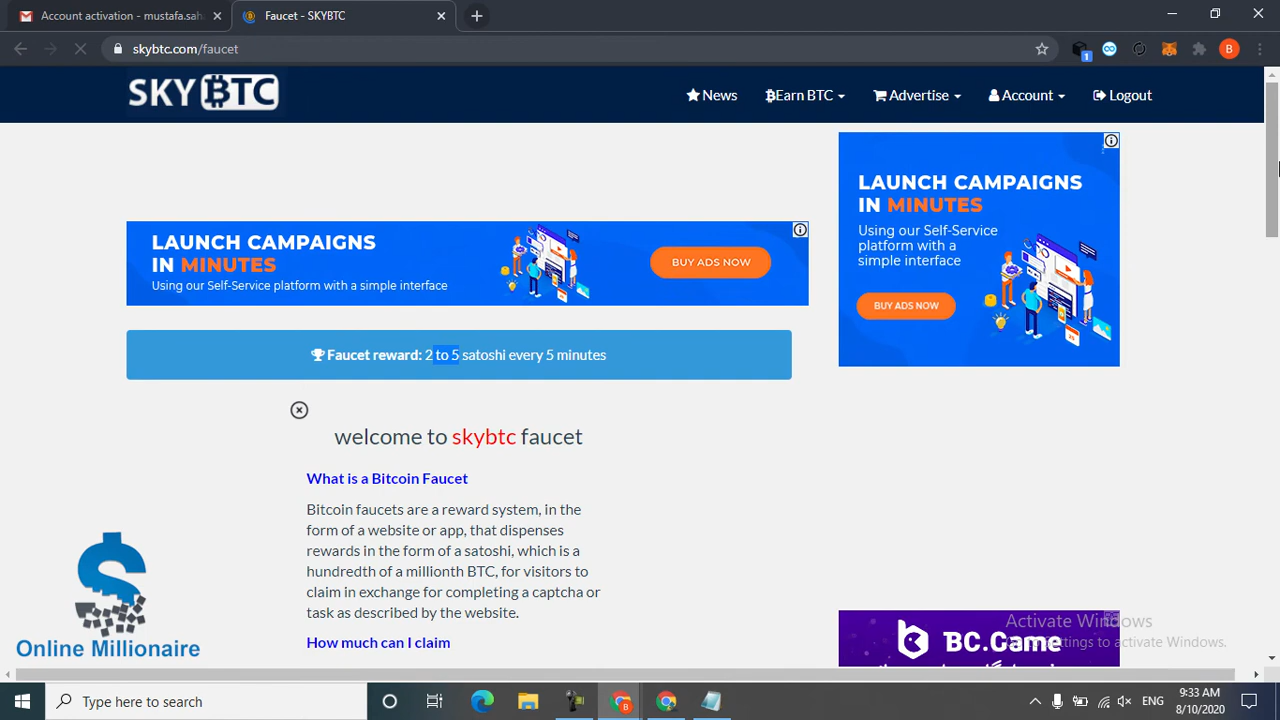 Account activation - mustafa.sah
Faucet - SKYBTC
skybtc.com/faucet
1
B
SKYBTC
News
Earn BTC
Advertise
Account
Logout
LAUNCH CAMPAIGNS
IN MINUTES
Using our Self-Service platform with a simple interface
BUY ADS NOW
LAUNCH CAMPAIGNS
IN MINUTES
Using our Self-Service
platform with a
simple interface
BUY ADS NOW
Faucet reward: 2 to 5 satoshi every 5 minutes
welcome to skybtc faucet
What is a Bitcoin Faucet
Bitcoin faucets are a reward system, in the
form of a website or app, that dispenses
rewards in the form of a satoshi, which is a
hundredth of a millionth BTC, for visitors to
claim in exchange for completing a captcha or
task as described by the website.
How much can I claim
Online Millionaire
BC.Game
Activate Windows
Settings to activate Windows.
Type here to search
ENG
9:33 AM
8/10/2020